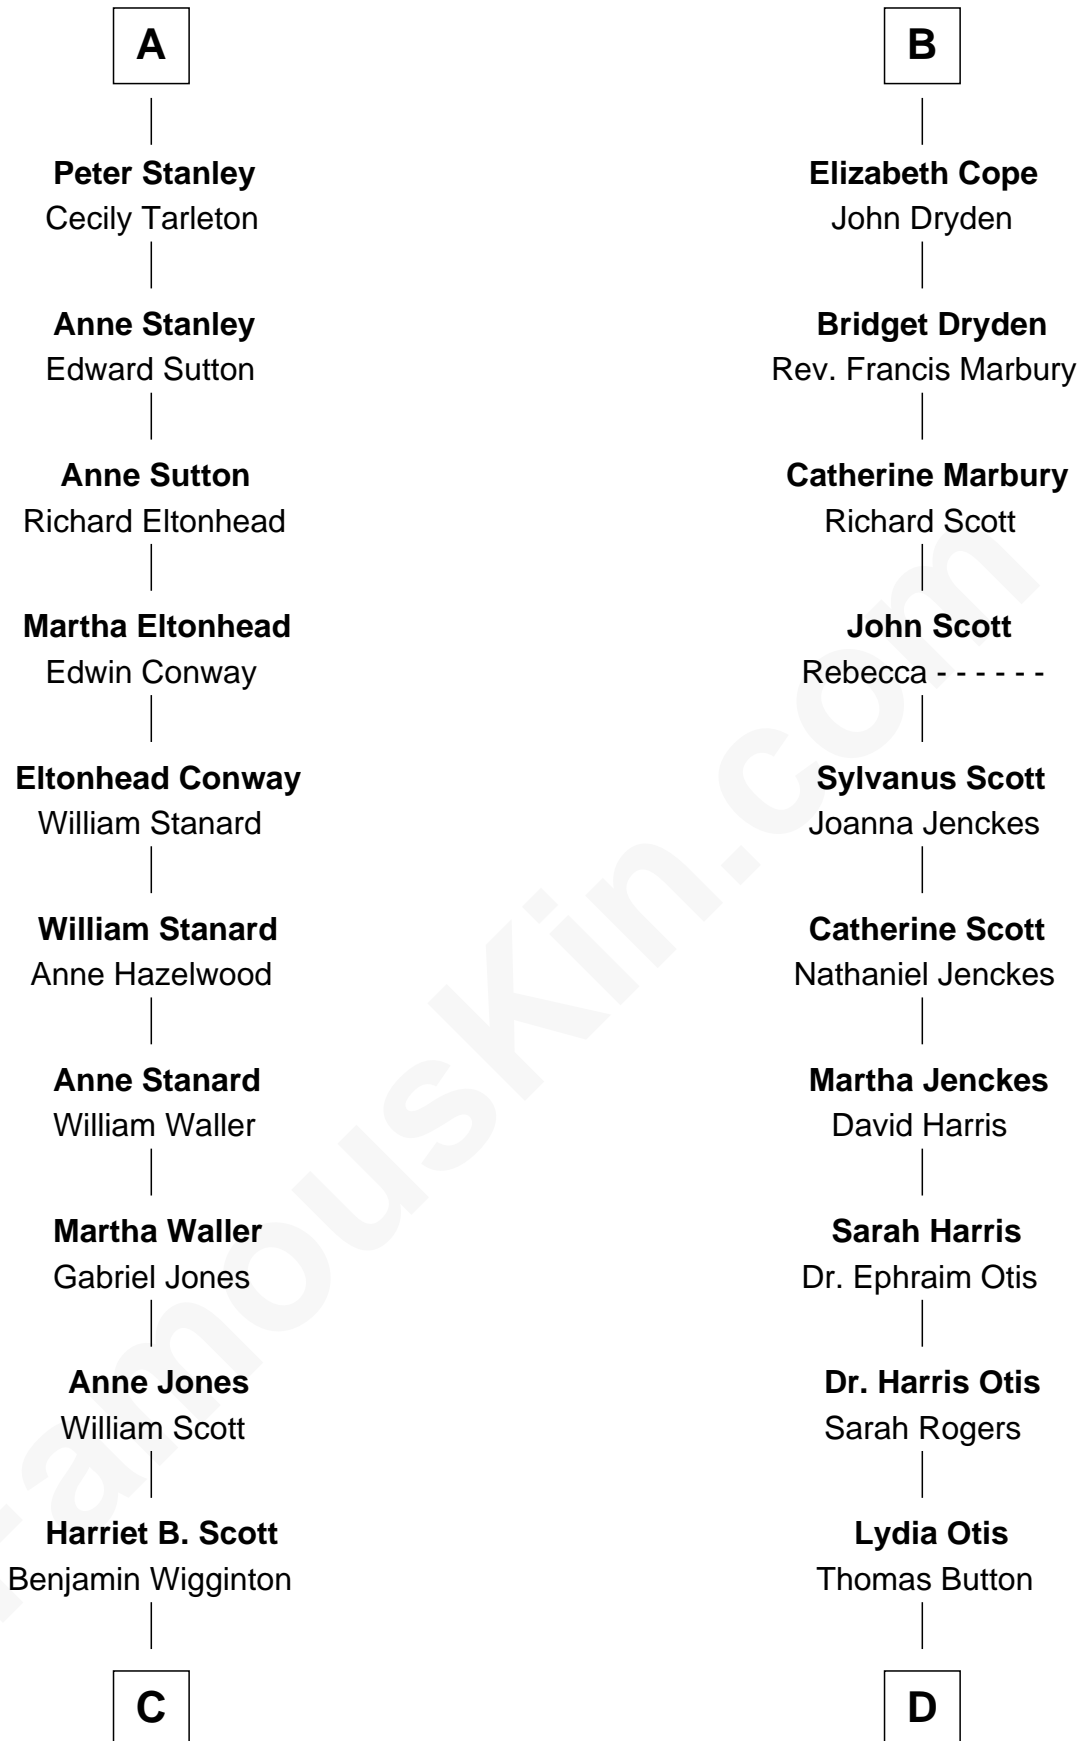 A
Peter Stanley
Cecily Tarleton
Anne Stanley
Edward Sutton
Anne Sutton
Richard Eltonhead
Martha Eltonhead
Edwin Conway
Eltonhead Conway
William Stanard
William Stanard
Anne Hazelwood
Anne Stanard
William Waller
Martha Waller
Gabriel Jones
Anne Jones
William Scott
Harriet B. Scott
Benjamin Wigginton
C
B
Elizabeth Cope
John Dryden
Bridget Dryden
Rev. Francis Marbury
Catherine Marbury
Richard Scott
John Scott
Rebecca - - - - - -
Sylvanus Scott
Joanna Jenckes
Catherine Scott
Nathaniel Jenckes
Martha Jenckes
David Harris
Sarah Harris
Dr. Ephraim Otis
Dr. Harris Otis
Sarah Rogers
Lydia Otis
Thomas Button
D
FamousKin.com